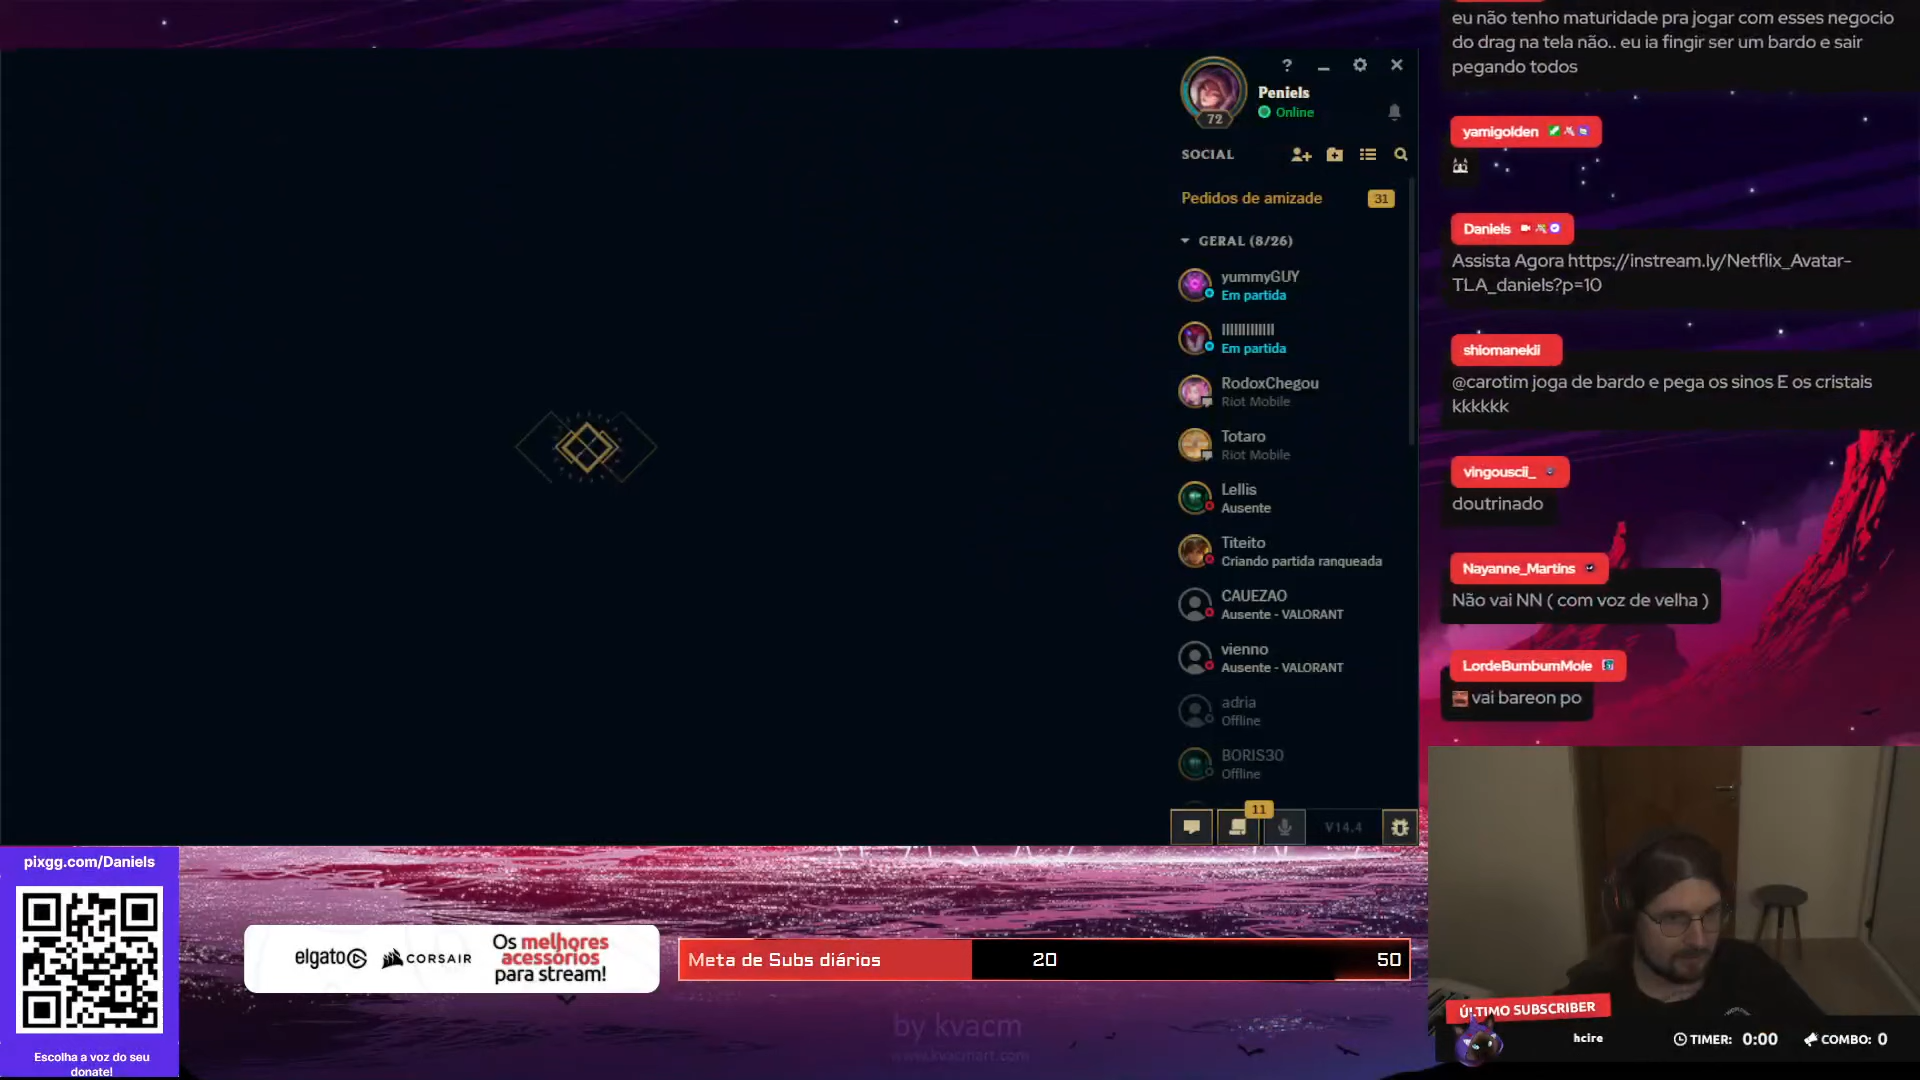 ?
Peniels
72
Online
SOCIAL
Pedidos de amizade
31
GERAL (8/26)
yummyGUY
Em partida
Em partida
RodoxChegou
Riot Mobile
Totaro
Riot Mobile
Lellis
Ausente
Titeito
Criando partida ranqueada
CAUEZAO
Ausente - VALORANT
vienno
Ausente - VALORANT
adria
Offline
BORIS30
Offline
11
V14.4
eu não tenho maturidade pra jogar com esses negocio
do drag na tela não.. eu ia fingir ser um bardo e sair
pegando todos
yamigolden
Daniels
Assista Agora https://instream.ly/Netflix_Avatar-
TLA_daniels?p=10
shiomanekii
@carotim joga de bardo e pega os sinos E os cristais
kkkkkk
vingouscii_
doutrinado
Nayanne_Martins
Não vai NN ( com voz de velha )
LordeBumbumMole
vai bareon po
pixgg.com/Daniels
Escolha a voz do seu
donate!
elgato
CORSAIR
Os melhores
acessórios
para stream!
Meta de Subs diários
20
50
by kvacm
www.kvacmart.com
ÚLTIMO SUBSCRIBER
hcire
TIMER: 0:00
COMBO: 0